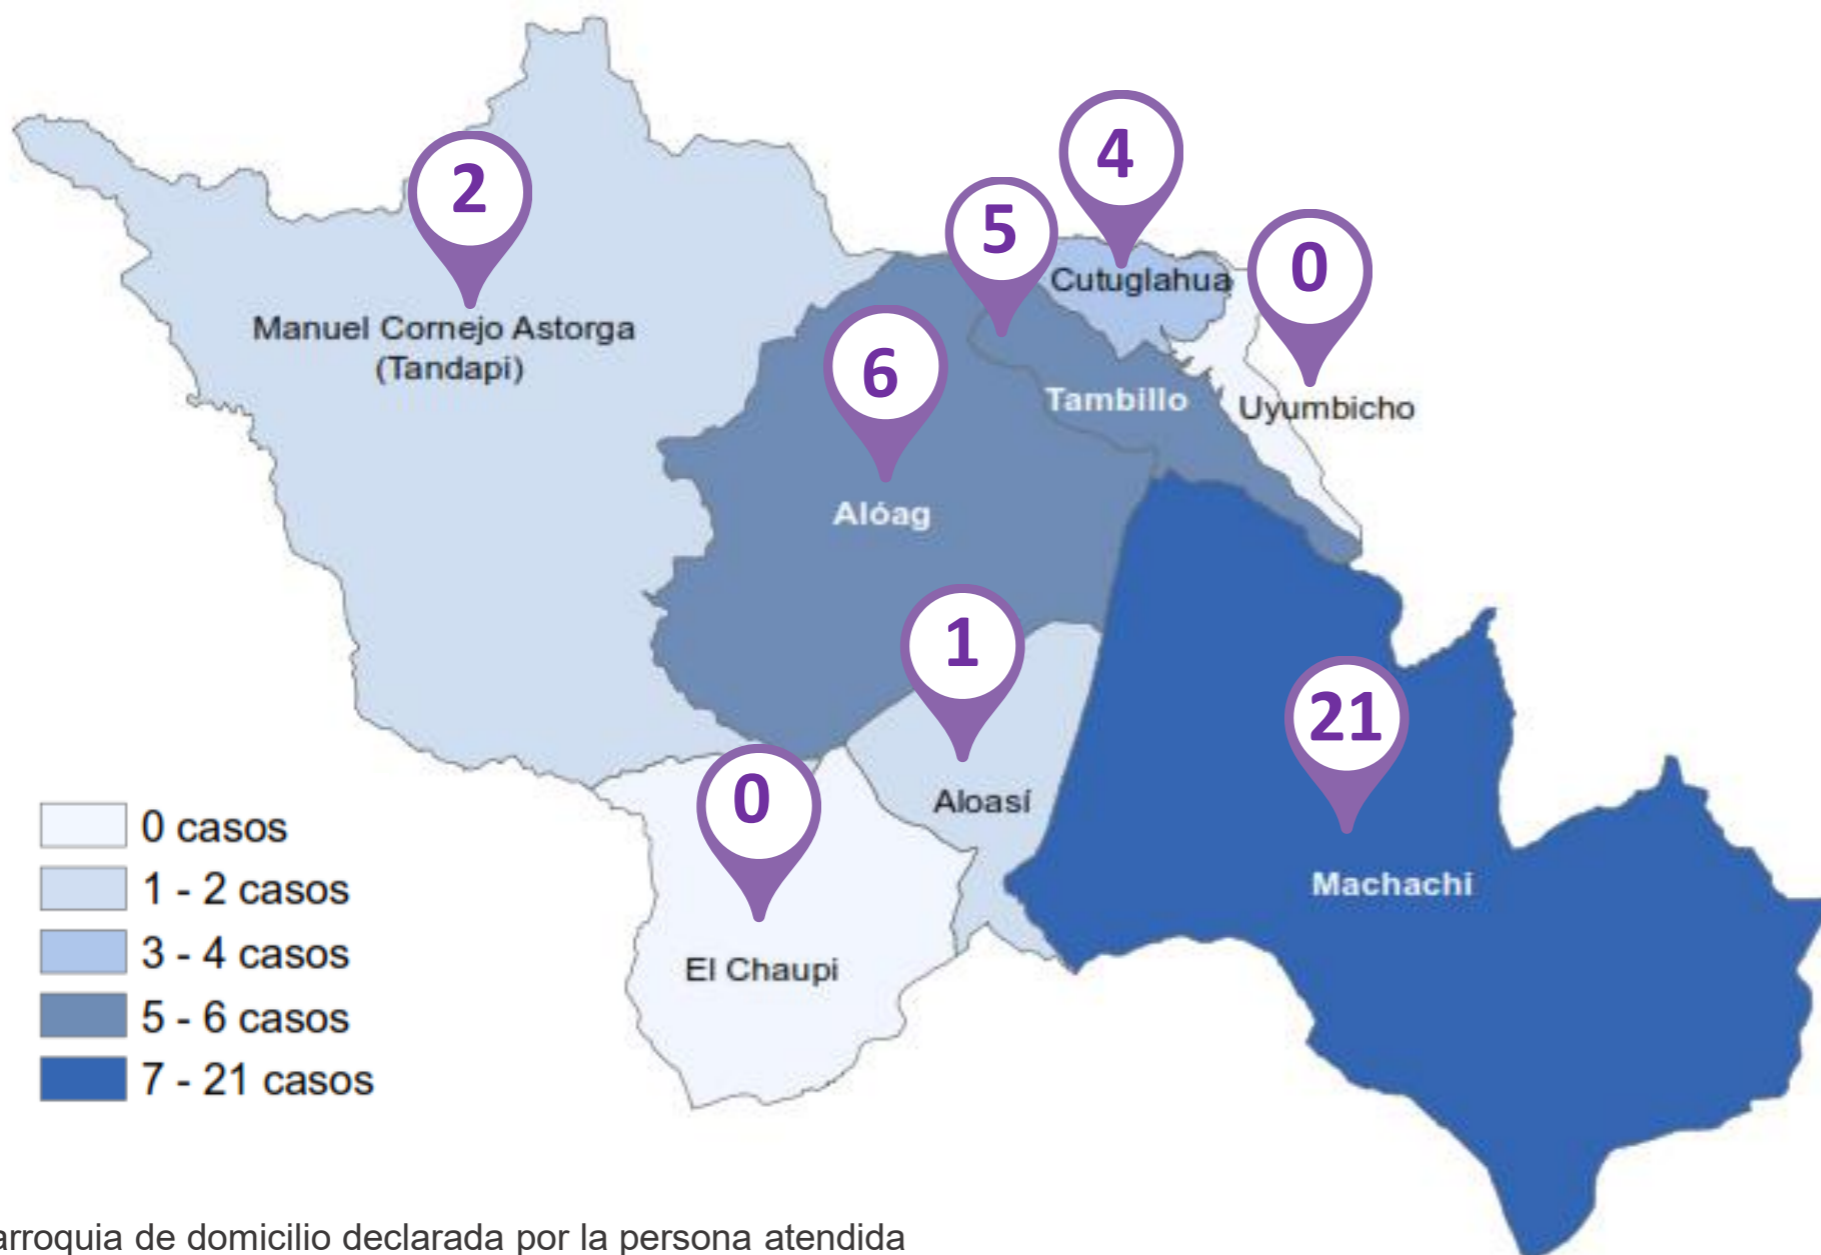 4
2
5
0
Cutuglahua
Manuel Cornejo Astorga
(Tandapi)
6
Tambillo
Uyumbicho
Alóag
1
21
0
Aloasí
Machachi
El Chaupi
0 casos
1 - 2 casos
3 - 4 casos
5 - 6 casos
7 - 21 casos
arroquia de domicilio declarada por la persona atendida